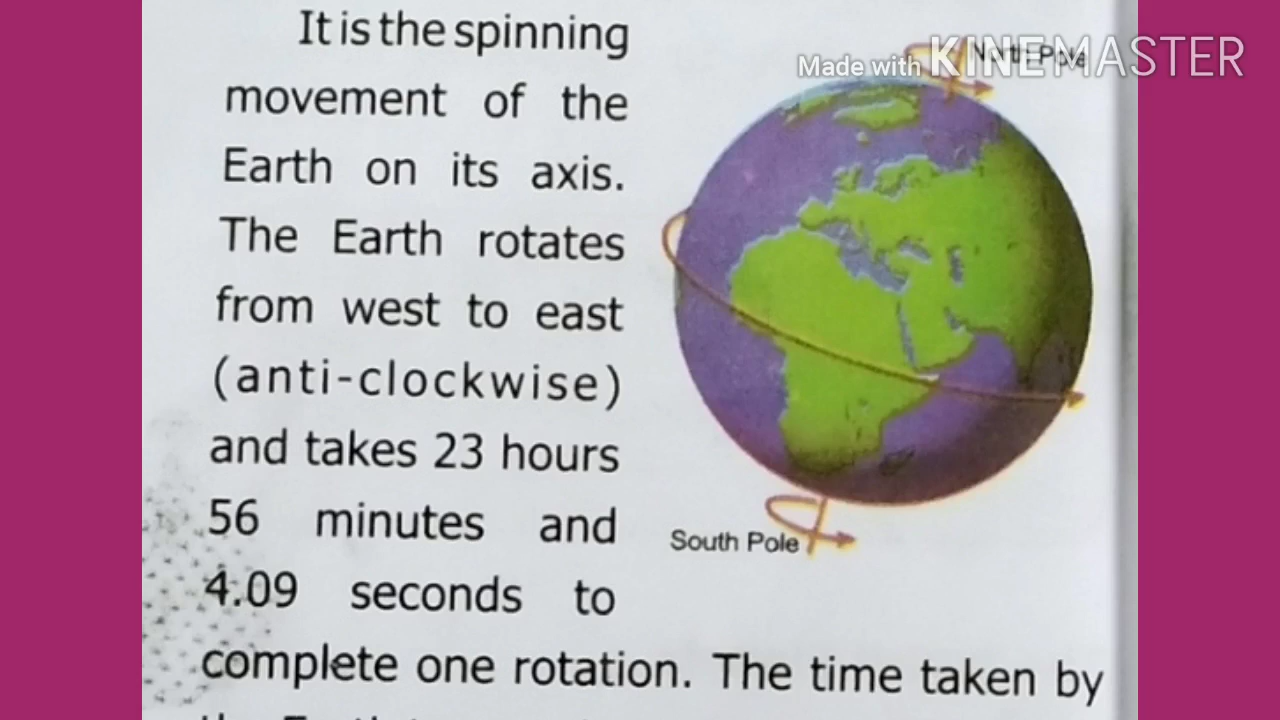 It is the spinning
movement of the
Earth on its axis.
The Earth rotates
from west to east
(anti-clockwise)
and takes 23 hours
56 minutes and
4.09 seconds to
complete one rotation. The time taken by
Made with KINEMASTER
North Pole
South Pole